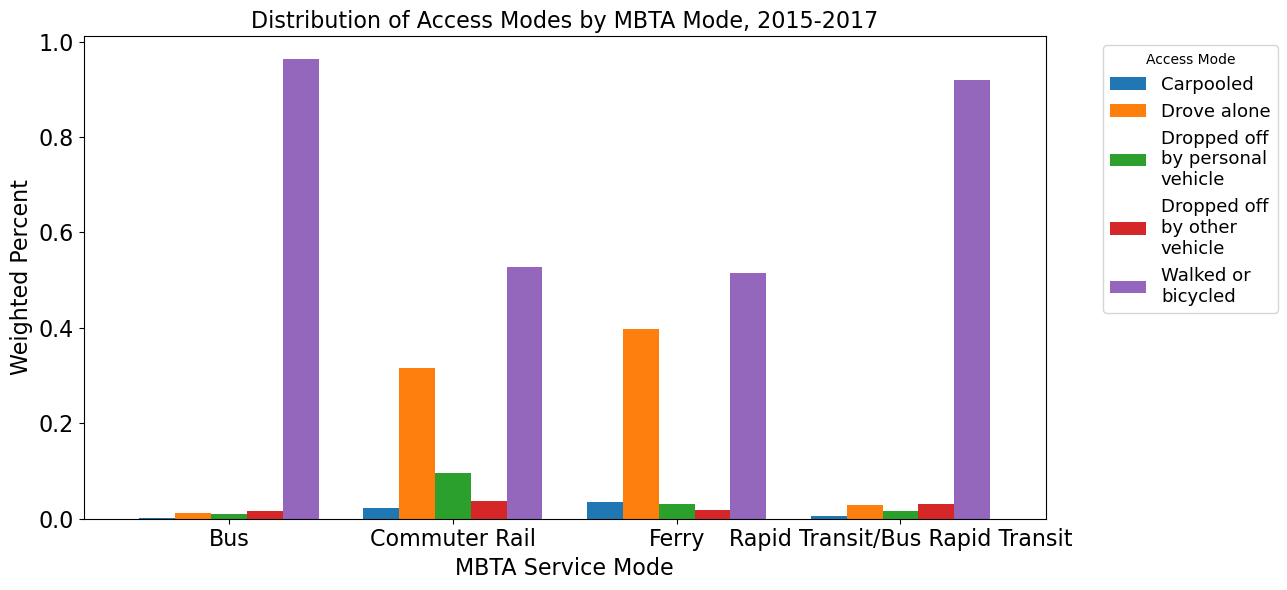 Distribution of Access Modes by MBTA Mode, 2015-2017
Weighted Percent
1.0
0.8
0.6
0.4
0.2
0.0
Bus
Commuter Rail
Ferry
Rapid Transit/Bus Rapid Transit
MBTA Service Mode
Access Mode
Carpooled
Drove alone
Dropped off
by personal
vehicle
Dropped off
by other
vehicle
Walked or
bicycled